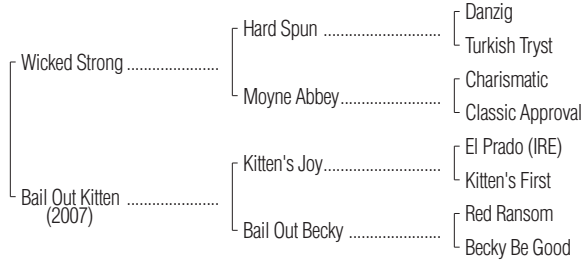 Danzig
Hard Spun ........................
Turkish Tryst
Wicked Strong ...................
Charismatic
Moyne Abbey.....................
Classic Approval
El Prado (IRE)
Kitten's Joy.........................
Kitten's First
Bail Out Kitten ...................
(2007)
Red Ransom
Bail Out Becky ...................
Becky Be Good